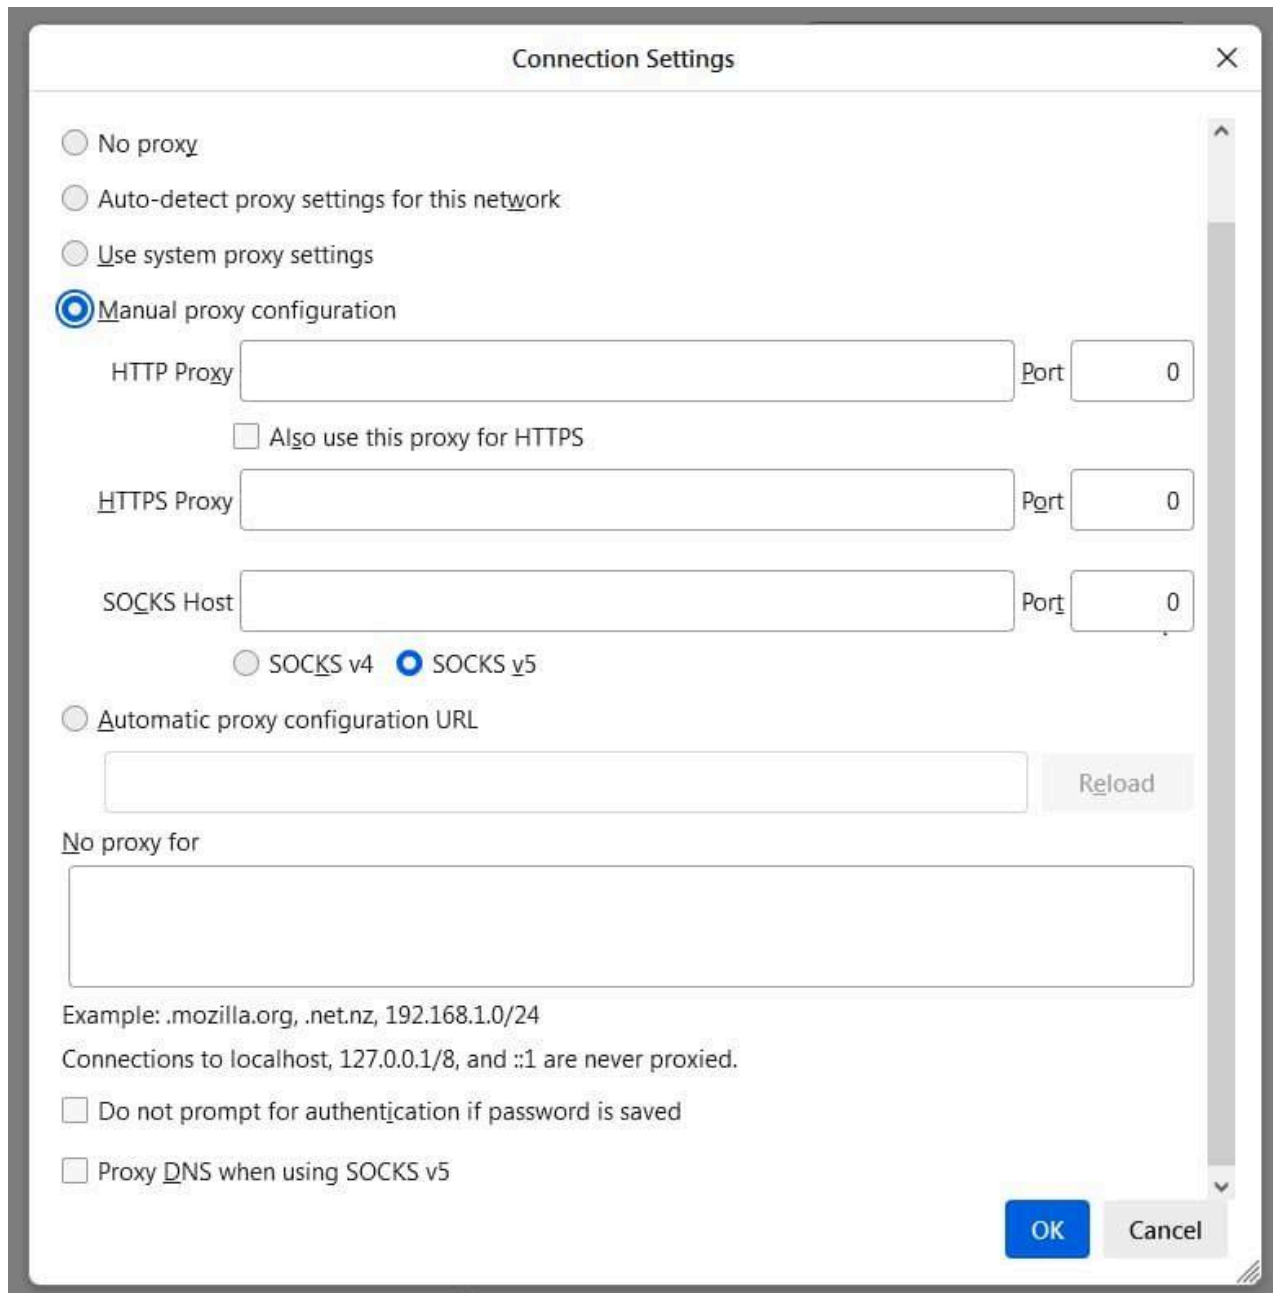 Connection Settings
No proxy
Auto-detect proxy settings for this network
Use system proxy settings
Manual proxy configuration
HTTP Proxy Port 0
Also use this proxy for HTTPS
HTTPS Proxy Port 0
SOCKS Host Port 0
SOCKS v4 SOCKS v5
Automatic proxy configuration URL
Reload
No proxy for
Example: .mozilla.org, .net.nz, 192.168.1.0/24
Connections to localhost, 127.0.0.1/8, and ::1 are never proxied.
Do not prompt for authentication if password is saved
Proxy DNS when using SOCKS v5
OK Cancel